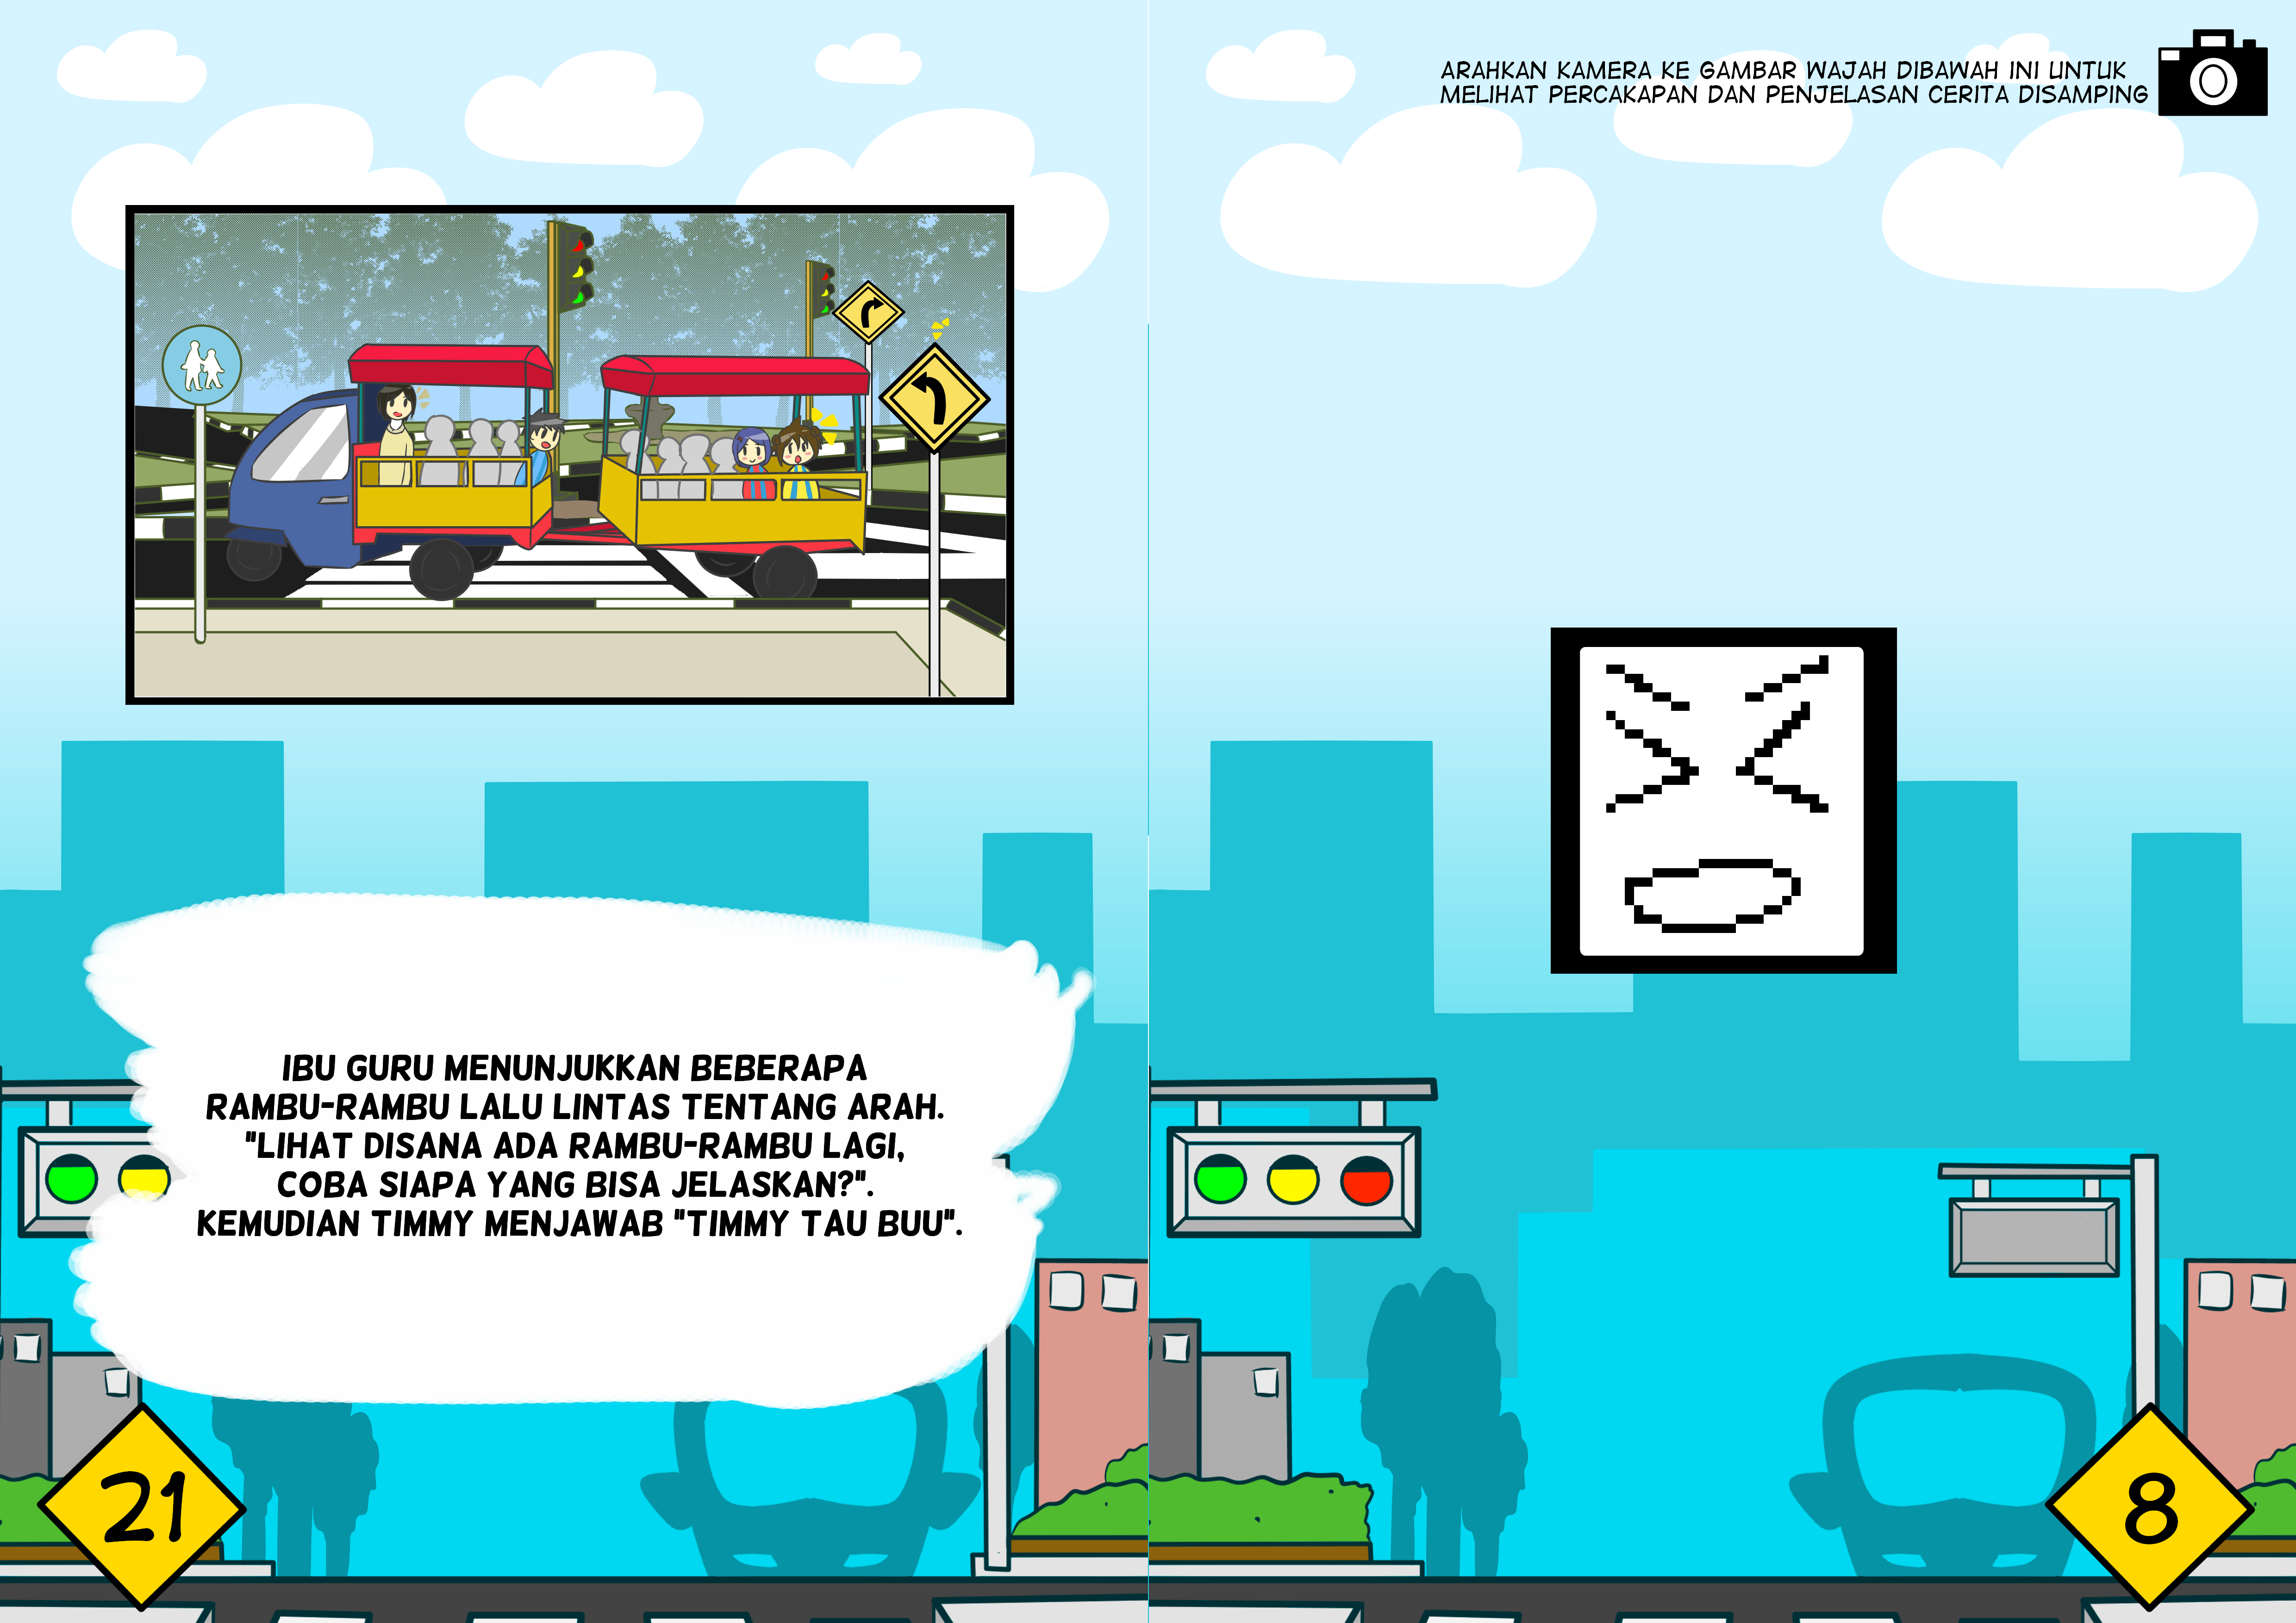 IBU GURU MENUNJUKKAN BEBERAPA
RAMBU-RAMBU LALU LINTAS TENTANG ARAH.
"LIHAT DISANA ADA RAMBU-RAMBU LAGI,
COBA SIAPA YANG BISA JELASKAN?".
KEMUDIAN TIMMY MENJAWAB "TIMMY TAU BUU".
21
ARAHKAN KAMERA KE GAMBAR WAJAH DIBAWAH INI UNTUK
MELIHAT PERCAKAPAN DAN PENJELASAN CERITA DISAMPING
8